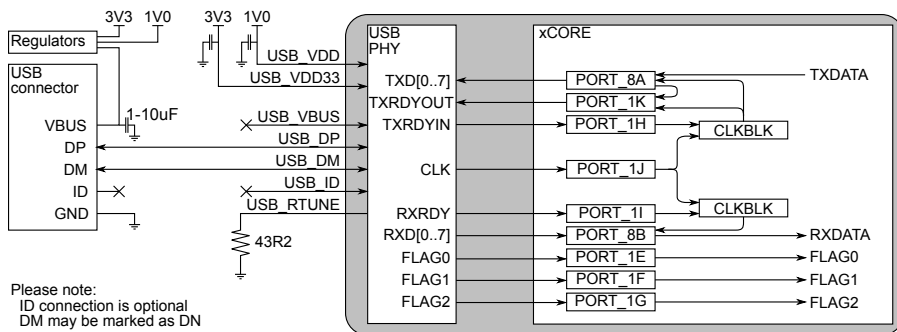 3V3 1V0 3V3 1V0
Regulators
USB
connector
VBUS
DP
DM
ID
GND
1-10uF
USB_VDD
USB_VDD33
USB_VBUS
USB_DP
USB_DM
USB_ID
USB_RTUNE
43R2
USB
PHY
TXD[0..7]
TXRDYOUT
TXRDYIN
CLK
RXRDY
RXD[0..7]
FLAG0
FLAG1
FLAG2
xCORE
PORT_8A
PORT_1K
PORT_1H
PORT_1J
PORT_1I
PORT_8B
PORT_1E
PORT_1F
PORT_1G
CLKBLK
CLKBLK
TXDATA
RXDATA
FLAG0
FLAG1
FLAG2
Please note:
ID connection is optional
DM may be marked as DN